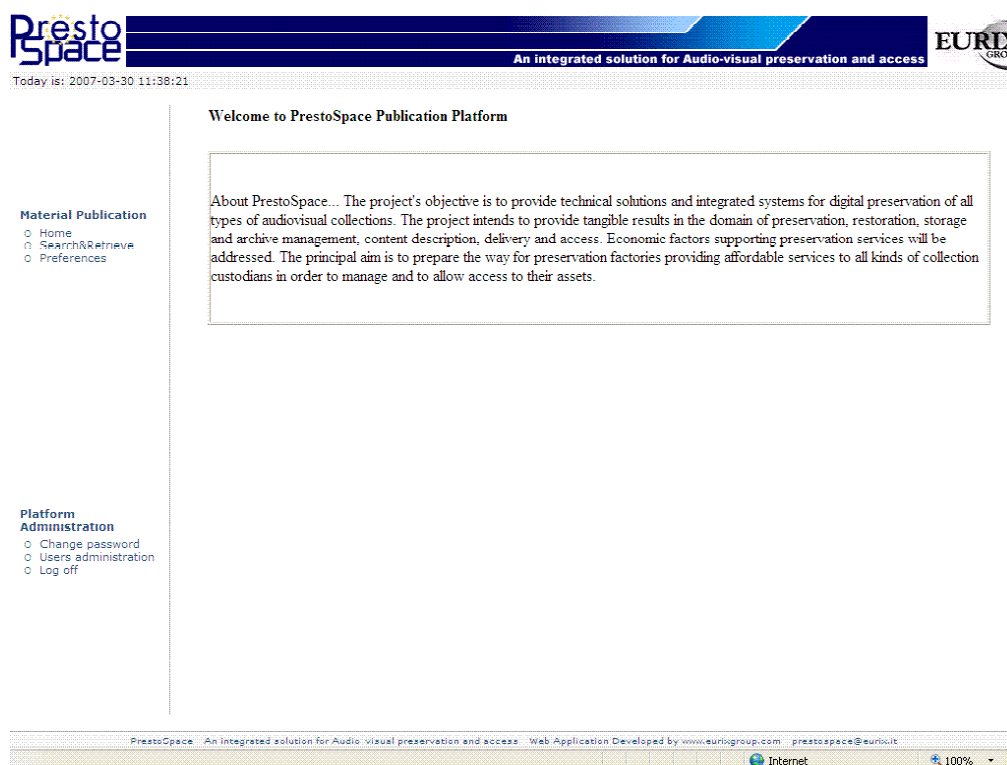 Presto
Space
An integrated solution for Audio-visual preservation and access
EURIX
GRO
Today is: 2007-03-30 11:38:21
Welcome to PrestoSpace Publication Platform
About PrestoSpace... The project's objective is to provide technical solutions and integrated systems for digital preservation of all
types of audiovisual collections. The project intends to provide tangible results in the domain of preservation, restoration, storage
and archive management, content description, delivery and access. Economic factors supporting preservation services will be
addressed. The principal aim is to prepare the way for preservation factories providing affordable services to all kinds of collection
custodians in order to manage and to allow access to their assets.
Material Publication
Home
Search&Retrieve
Preferences
Platform
Administration
Change password
Users administration
Log off
PrestoSpace An integrated solution for Audio visual preservation and access Web Application Developed by www.eurixgroup.com prestospace@eurix.it
Internet
100%